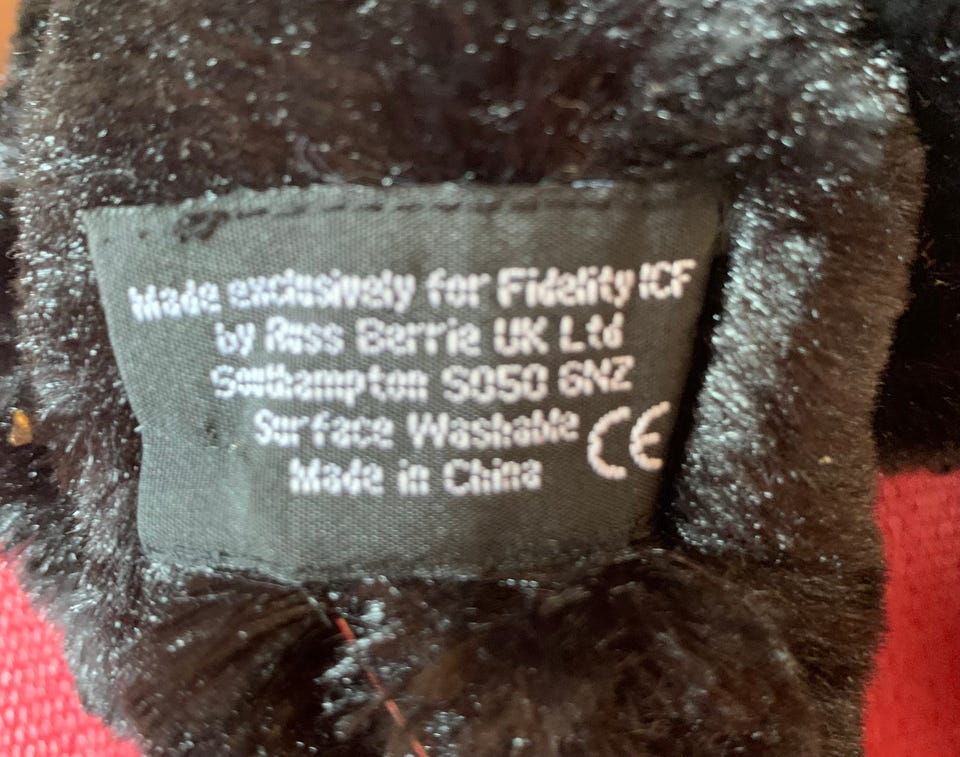 Made exclusively for Fidelity ICF
by Russ Berrie UK Ltd
Southampton SO50 6NZ
Surface Washable
CE
Made in China